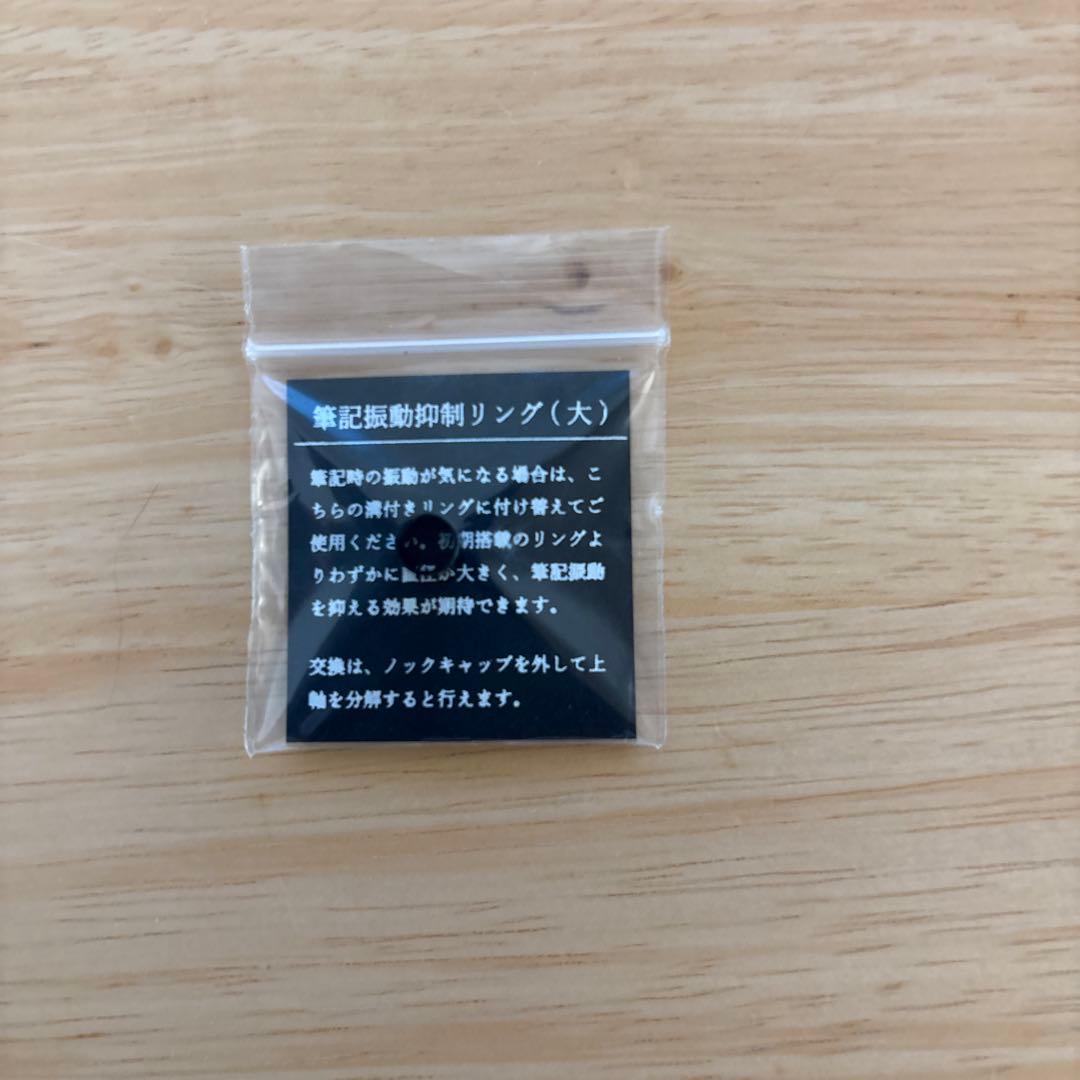 筆記振動抑制リング（大）
筆記時の振動が気になる場合は、こ
ちらの溝付きリングに付け替えてご
使用くださ。初期搭載のリングよ
りわずかに直径が大きく、筆記振動
を抑える効果が期待できます。
交換は、ノックキャップを外して上
軸を分解すると行えます。